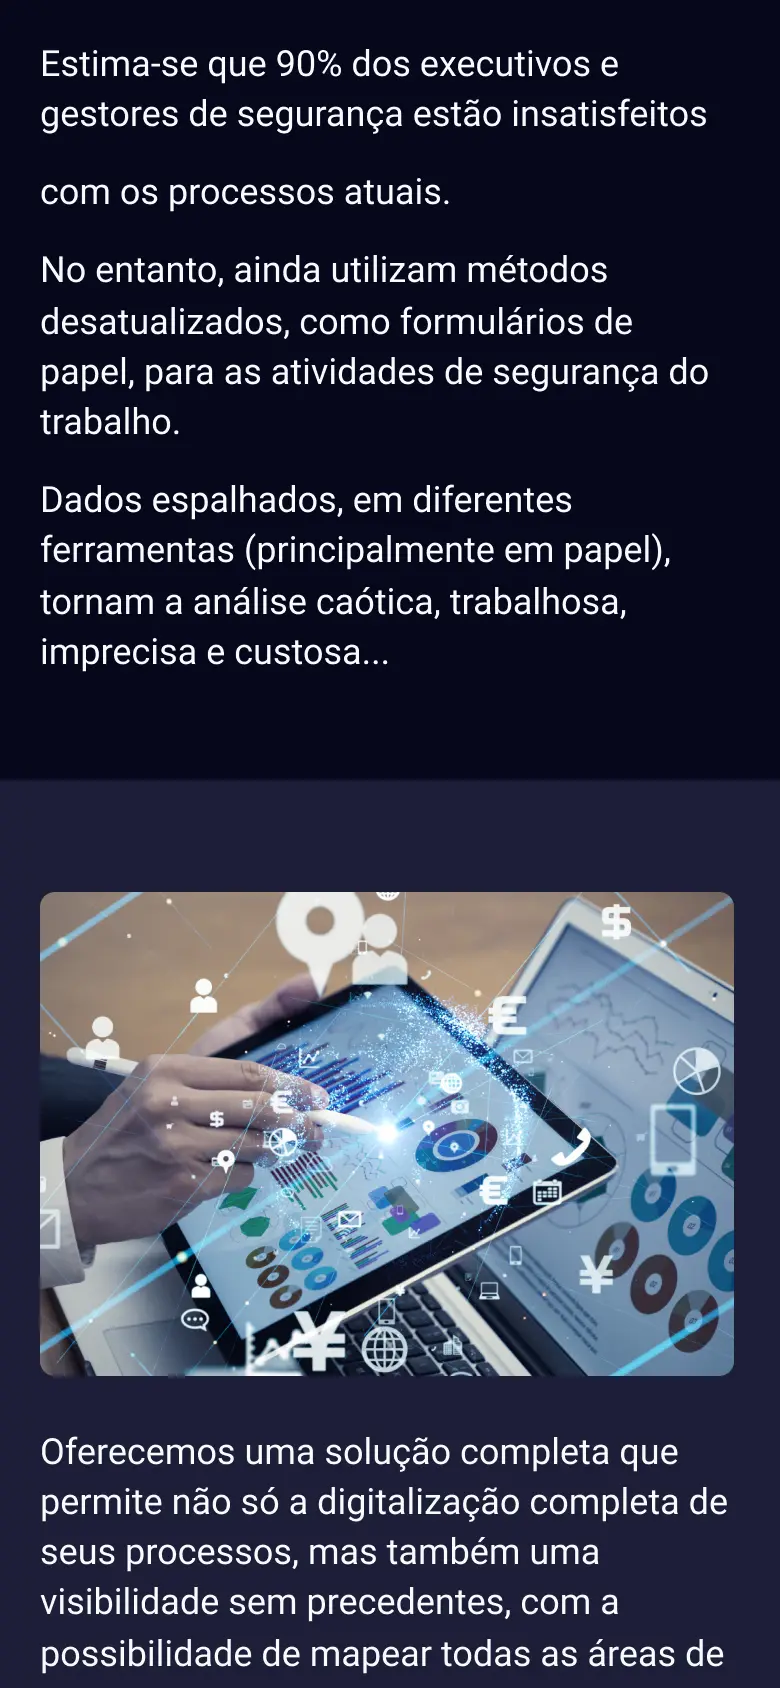 Estima-se que 90% dos executivos e
gestores de segurança estão insatisfeitos
com os processos atuais.
No entanto, ainda utilizam métodos
desatualizados, como formulários de
papel, para as atividades de segurança do
trabalho.
Dados espalhados, em diferentes
ferramentas (principalmente em papel),
tornam a análise caótica, trabalhosa,
imprecisa e custosa...
Oferecemos uma solução completa que
permite não só a digitalização completa de
seus processos, mas também uma
visibilidade sem precedentes, com a
possibilidade de mapear todas as áreas de